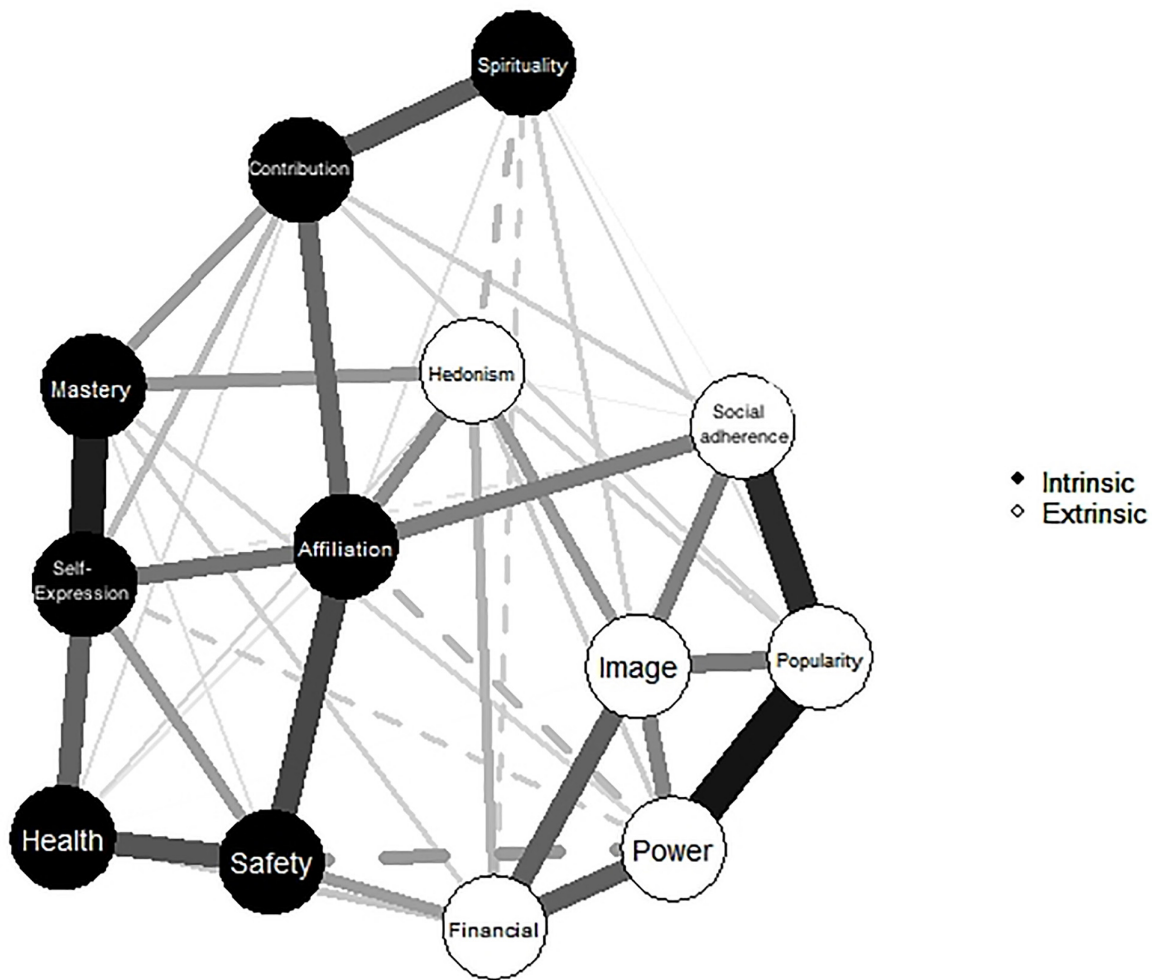 Spirituality
Contribution
Hedonism
Mastery
Social
adherence
Intrinsic
Extrinsic
Affiliation
Self-
Expression
Image
Popularity
Health
Safety
Power
Financial